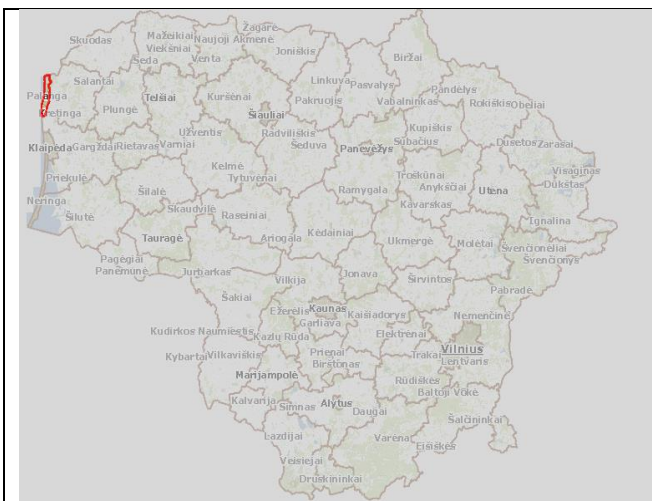 Žagarė
Skuodas
Mažeikiai
Naujoji Akmenė
Viekšniai
Joniškis
Seda
Venta
Biržai
Salantai
Linkuva
Pasvalys
Pandėlys
Palanga
Telšiai
Kuršėnai
Pakruojis
Vabalninkas
Rokiškis
Obeliai
Plungė
Kretinga
Šiauliai
Kupiškis
Užventis
Radviliškis
Subačius
Dusetos
Zarasai
Klaipėda
Gargždai
Rietavas
Varniai
Šeduva
Panevėžys
Kelmė
Troškūnai
Visaginas
Priekulė
Tytuvėnai
Dūkštas
Šilalė
Ramygala
Anykščiai
Utena
Neringa
Skaudvilė
Kavarskas
Šilutė
Raseiniai
Ignalina
Kėdainiai
Tauragė
Ariogala
Ukmergė
Molėtai
Švenčionėliai
Pagėgiai
Švenčionys
Panemunė
Jurbarkas
Vilkija
Jonava
Širvintos
Šakiai
Pabradė
Ežerėlis
Kaunas
Nemenčinė
Garliava
Kaišiadorys
Kudirkos Naumiestis
Kazlų Rūda
Elektrėnai
Vilnius
Kybartai
Vilkaviškis
Prienai
Trakai
Lentvaris
Birštonas
Marijampolė
Rūdiškės
Baltoji Vokė
Kalvarija
Simnas
Alytus
Daugai
Šalčininkai
Lazdijai
Varėna
Eišiškės
Veisiejai
Druskininkai